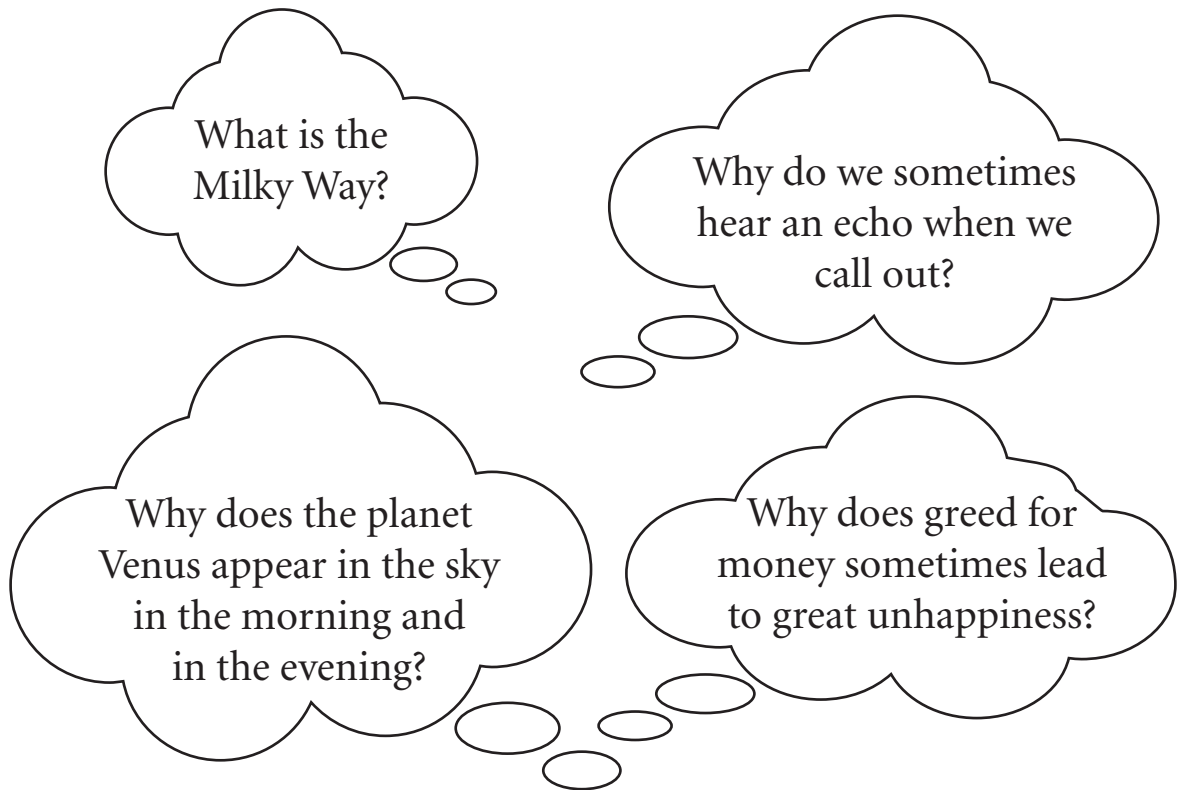 What is the
Milky Way?
Why do we sometimes
hear an echo when we
call out?
Why does the planet
Venus appear in the sky
in the morning and
in the evening?
Why does greed for
money sometimes lead
to great unhappiness?